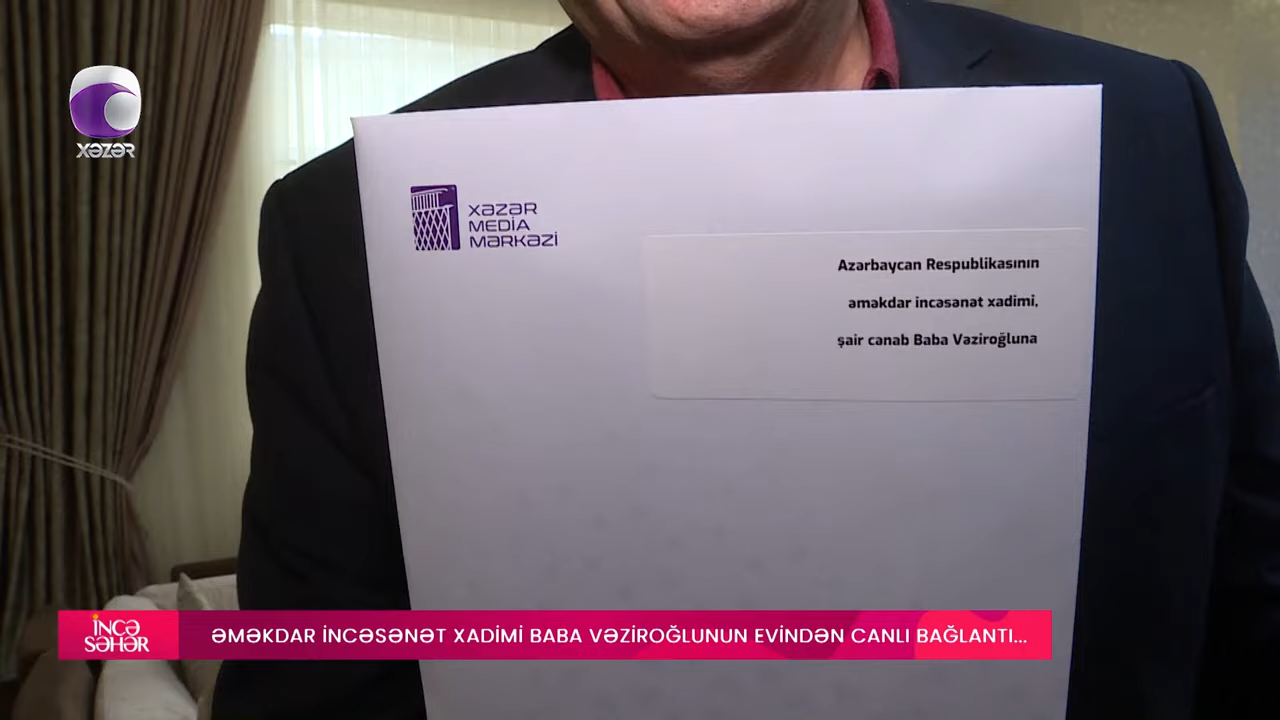 XƏZƏR
XƏZƏR
MEDIA
MƏRKƏZİ
Azərbaycan Respublikasının
əməkdar incəsənət xadimi,
şair cənab Baba Vəziroğluna
İNCƏ
SƏHƏR
ƏMƏKDAR İNCƏSƏNƏT XADİMİ BABA VƏZİROĞLUNUN EVİNDƏN CANLI BAĞLANTI...